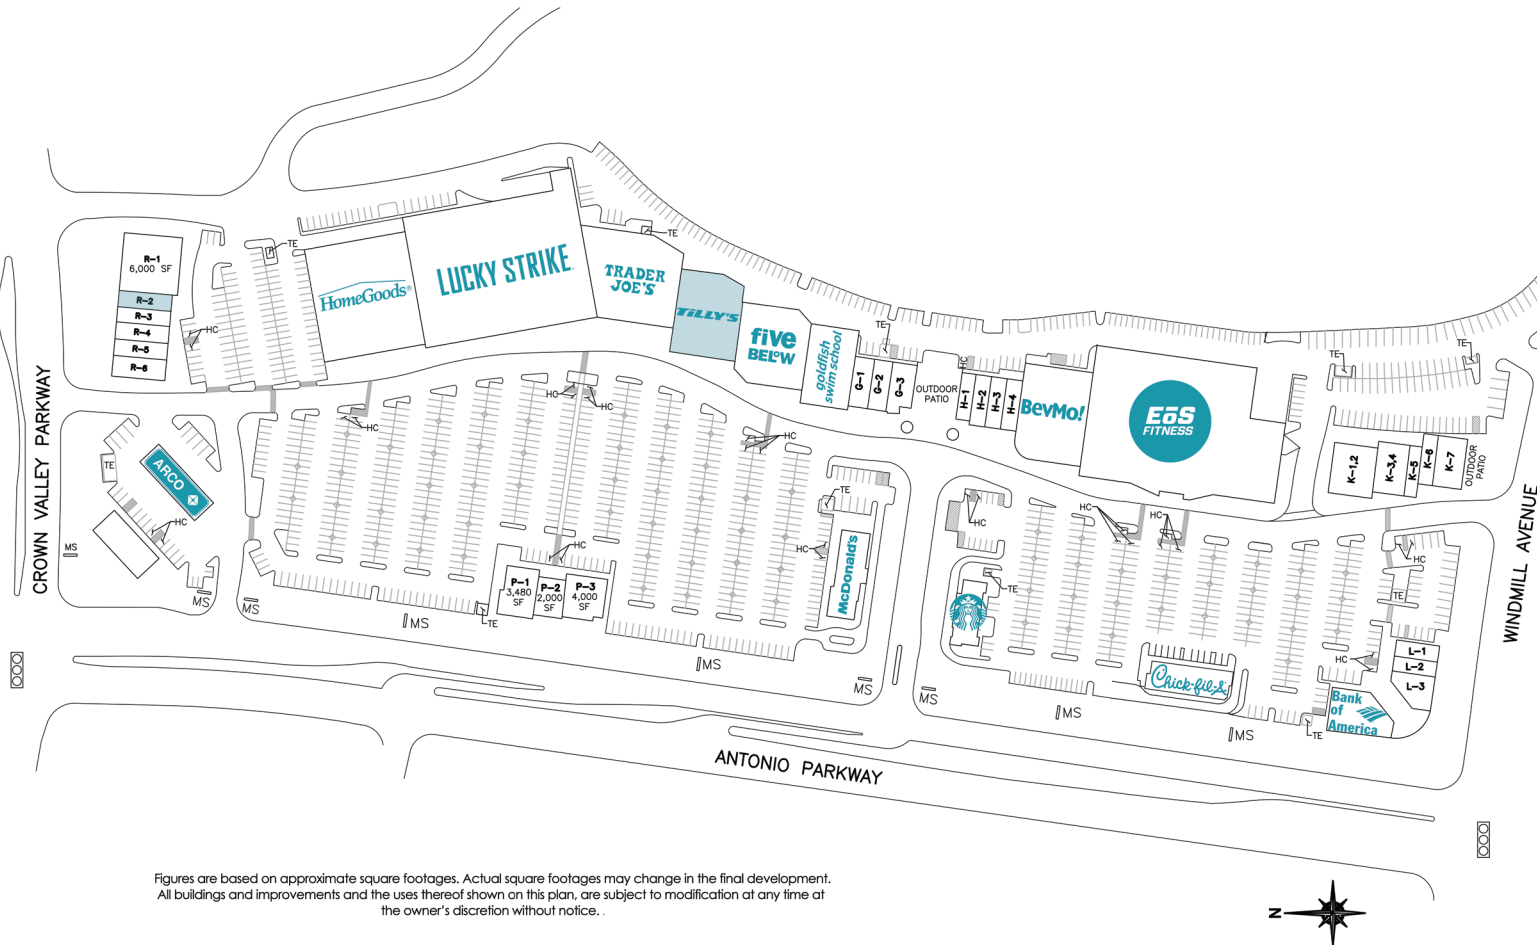 TE
R-1
6,000 SF
R-2
R-3
R-4
R-5
R-6
HC
HomeGoods®
LUCKY STRIKE
TRADER
JOE'S
TE
TILLY'S
five
BELOW
goldfish
swim school
TE
G-1
G-2
G-3
OUTDOOR
PATIO
HC
H-1
H-2
H-3
H-4
BevMo!
EōS
FITNESS
TE
TE
K-1,2
K-3,4
K-5
K-6
K-7
OUTDOOR
PATIO
CROWN VALLEY PARKWAY
WINDMILL AVENUE
TE
ARCO
HC
MS
MS
MS
HC
HC
HC
HC
TE
HC
McDonald's
HC
P-1
3,480
SF
P-2
2,000
SF
P-3
4,000
SF
TE
MS
MS
MS
HC
TE
HC
HC
HC
TE
HC
L-1
L-2
L-3
Chick-fil-A
Bank
of
America
TE
MS
MS
MS
ANTONIO PARKWAY
Figures are based on approximate square footages. Actual square footages may change in the final development.
All buildings and improvements and the uses thereof shown on this plan, are subject to modification at any time at
the owner's discretion without notice. .
N